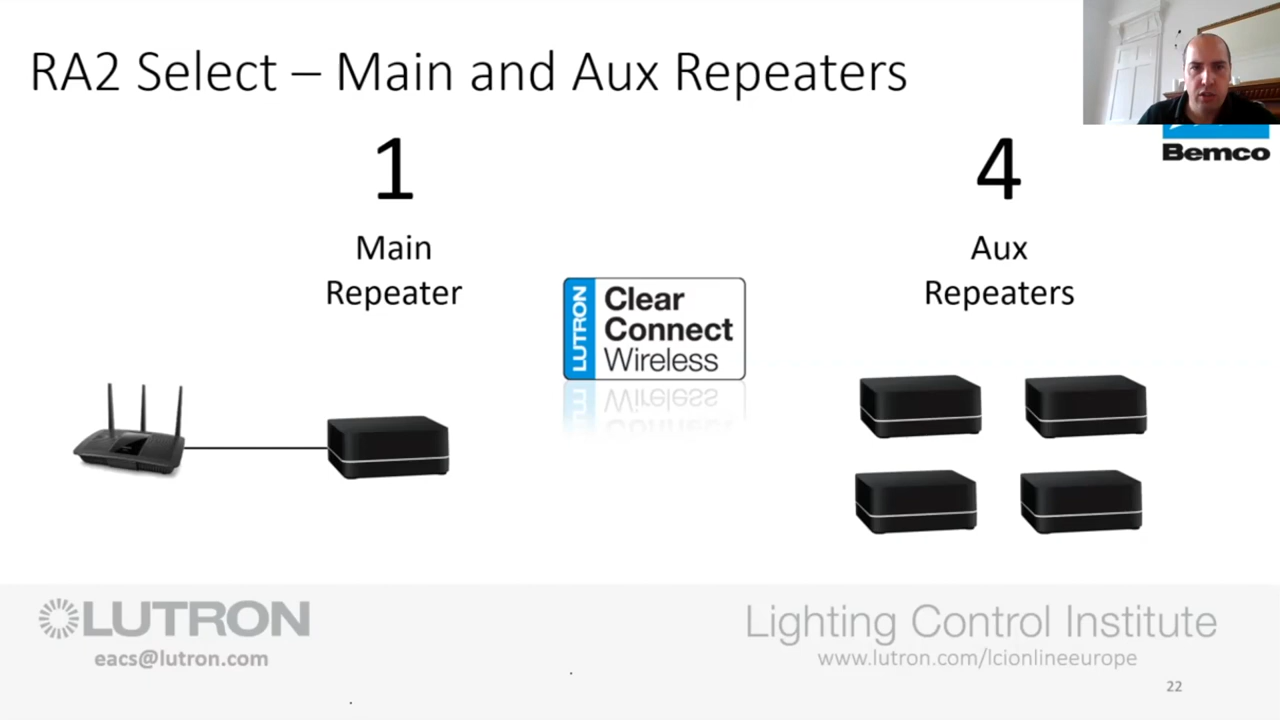 RA2 Select – Main and Aux Repeaters
Bemco
1
Main
Repeater
4
Aux
Repeaters
LUTRON
Clear
Connect
Wireless
LUTRON
eacs@lutron.com
Lighting Control Institute
www.lutron.com/lcionlineeurope
22